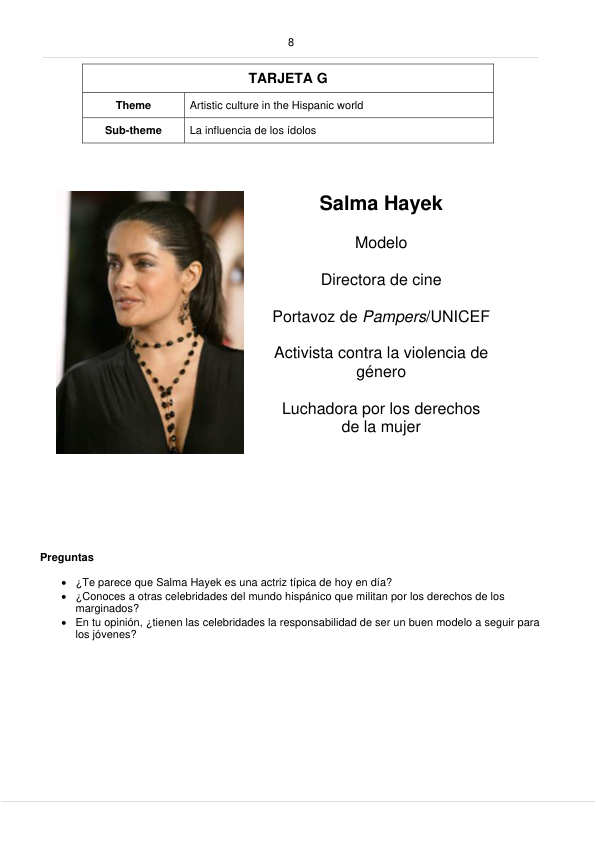 8
TARJETA G
Theme
Artistic culture in the Hispanic world
Sub-theme
La influencia de los ídolos
Salma Hayek
Modelo
Directora de cine
Portavoz de Pampers/UNICEF
Activista contra la violencia de
género
Luchadora por los derechos
de la mujer
Preguntas
• ¿Te parece que Salma Hayek es una actriz típica de hoy en día?
• ¿Conoces a otras celebridades del mundo hispánico que militan por los derechos de los
marginados?
• En tu opinión, ¿tienen las celebridades la responsabilidad de ser un buen modelo a seguir para
los jóvenes?